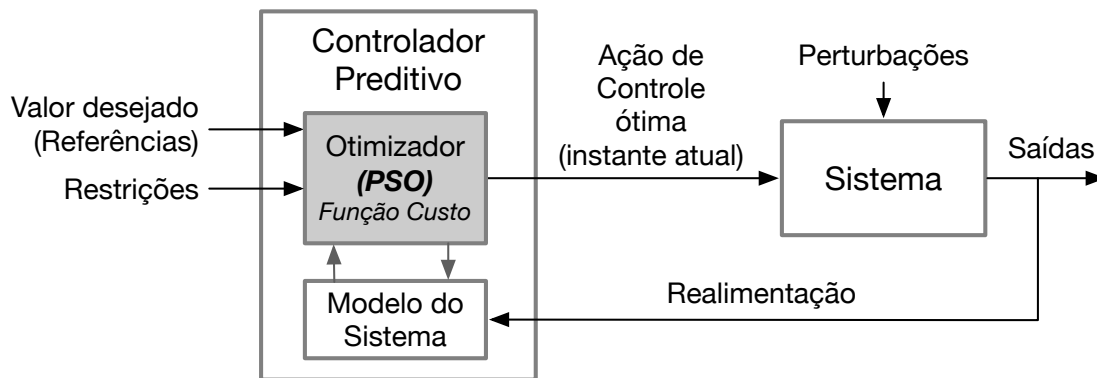 Controlador
Preditivo
Valor desejado
(Referências)
Restrições
Otimizador
(PSO)
Função Custo
Modelo do
Sistema
Ação de
Controle
ótima
(instante atual)
Perturbações
Sistema
Saídas
Realimentação